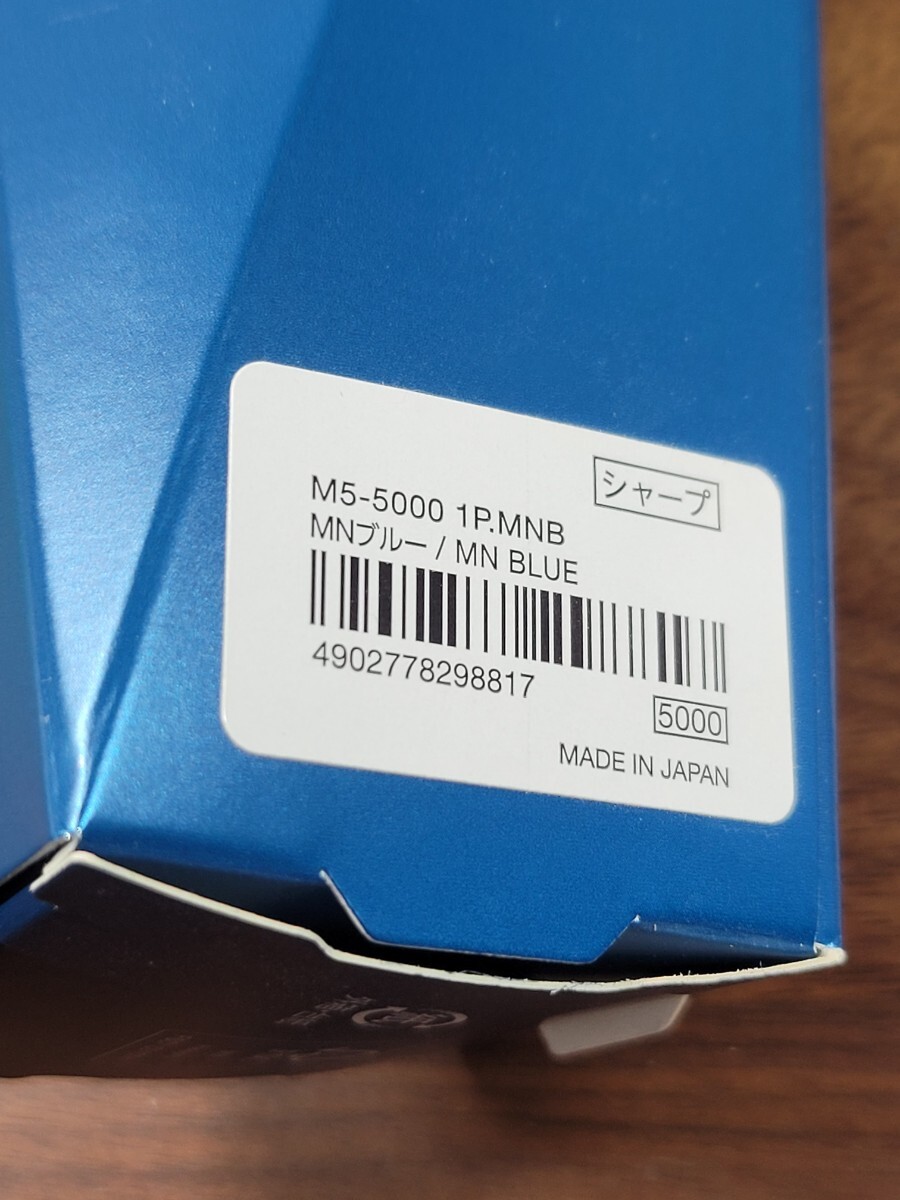 シャープ
M5-5000 1P.MNB
MNブルー / MN BLUE
4902778298817
5000
MADE IN JAPAN